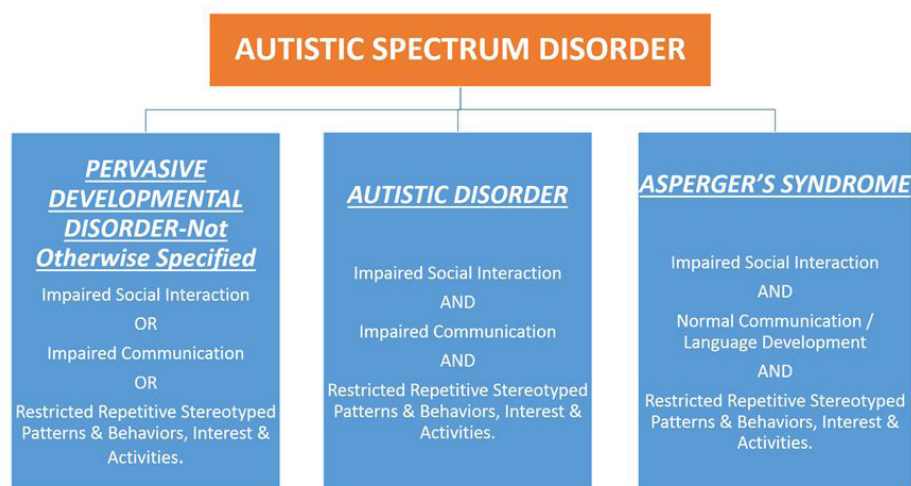 AUTISTIC SPECTRUM DISORDER
PERVASIVE
DEVELOPMENTAL
DISORDER-Not
Otherwise Specified
Impaired Social Interaction
OR
Impaired Communication
OR
Restricted Repetitive Stereotyped
Patterns & Behaviors, Interest &
Activities.
AUTISTIC DISORDER
Impaired Social Interaction
AND
Impaired Communication
AND
Restricted Repetitive Stereotyped
Patterns & Behaviors, Interest &
Activities.
ASPERGER'S SYNDROME
Impaired Social Interaction
AND
Normal Communication /
Language Development
AND
Restricted Repetitive Stereotyped
Patterns & Behaviors, Interest &
Activities.